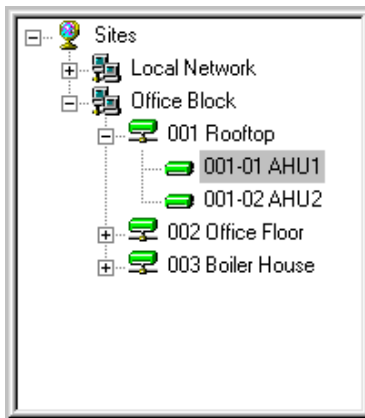 Sites
Local Network
Office Block
001 Rooftop
001-01 AHU1
001-02 AHU2
002 Office Floor
003 Boiler House